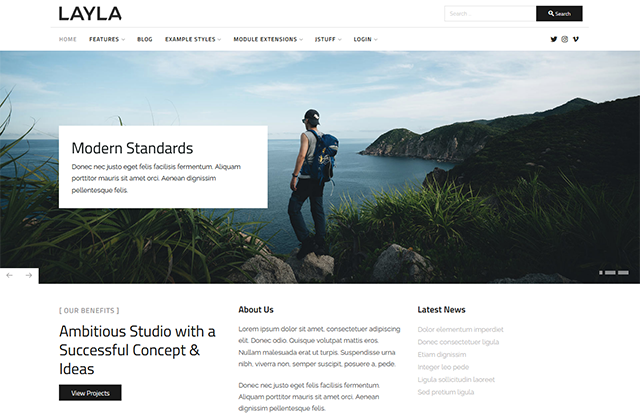 LAYLA
Search...
Search
HOME FEATURES BLOG EXAMPLE STYLES MODULE EXTENSIONS JSTUFF LOGIN
Modern Standards
Donec nec justo eget felis facilisis fermentum. Aliquam
porttitor mauris sit amet orci. Aenean dignissim
pellentesque felis.
[ OUR BENEFITS ]
Ambitious Studio with a
Successful Concept &
Ideas
View Projects
About Us
Lorem ipsum dolor sit amet, consectetuer adipiscing
elit. Donec odio. Quisque volutpat mattis eros.
Nullam malesuada erat ut turpis. Suspendisse urna
nibh, viverra non, semper suscipit, posuere a, pede.
Donec nec justo eget felis facilisis fermentum.
Aliquam porttitor mauris sit amet orci. Aenean
dignissim pellentesque felis.
Latest News
Dolor elementum imperdiet
Donec consectetuer ligula
Etiam dignissim
Integer leo pede
Ligula sollicitudin laoreet
Sed pretium ligula